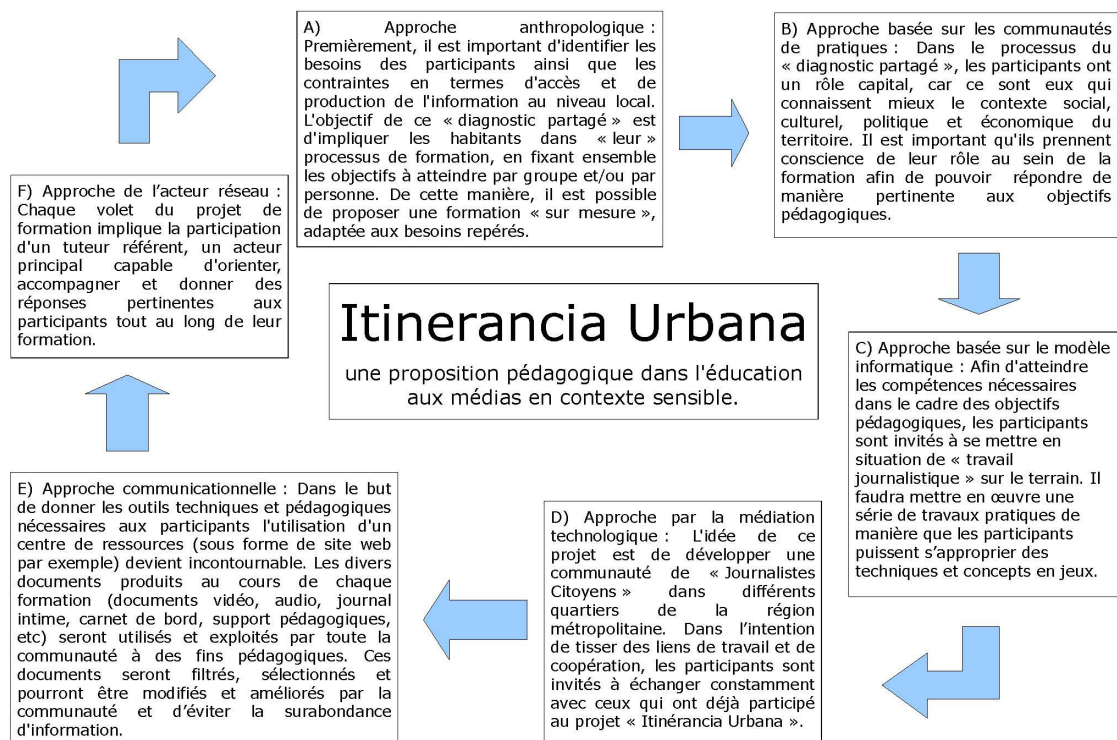 A) Approche anthropologique :
Premièrement, il est important d'identifier les
besoins des participants ainsi que les
contraintes en termes d'accès et de
production de l'information au niveau local.
L'objectif de ce « diagnostic partagé » est
d'impliquer les habitants dans « leur »
processus de formation, en fixant ensemble
les objectifs à atteindre par groupe et/ou par
personne. De cette manière, il est possible
de proposer une formation « sur mesure »,
adaptée aux besoins repérés.
B) Approche basée sur les communautés
de pratiques : Dans le processus du
« diagnostic partagé », les participants ont
un rôle capital, car ce sont eux qui
connaissent mieux le contexte social,
culturel, politique et économique du
territoire. Il est important qu'ils prennent
conscience de leur rôle au sein de la
formation afin de pouvoir répondre de
manière pertinente aux objectifs
pédagogiques.
C) Approche basée sur le modèle
informatique : Afin d'atteindre
les compétences nécessaires
dans le cadre des objectifs
pédagogiques, les participants
sont invités à se mettre en
situation de « travail
journalistique » sur le terrain. Il
faudra mettre en œuvre une
série de travaux pratiques de
manière que les participants
puissent s'approprier des
techniques et concepts en jeux.
D) Approche par la médiation
technologique : L'idée de ce
projet est de développer une
communauté de « Journalistes
Citoyens » dans différents
quartiers de la région
métropolitaine. Dans l'intention
de tisser des liens de travail et de
coopération, les participants sont
invités à échanger constamment
avec ceux qui ont déjà participé
au projet « Itinérancia Urbana ».
E) Approche communicationnelle : Dans le but
de donner les outils techniques et pédagogiques
nécessaires aux participants l'utilisation d'un
centre de ressources (sous forme de site web
par exemple) devient incontournable. Les divers
documents produits au cours de chaque
formation (documents vidéo, audio, journal
intime, carnet de bord, support pédagogiques,
etc) seront utilisés et exploités par toute la
communauté à des fins pédagogiques. Ces
documents seront filtrés, sélectionnés et
pourront être modifiés et améliorés par la
communauté et d'éviter la surabondance
d'information.
F) Approche de l'acteur réseau :
Chaque volet du projet de
formation implique la participation
d'un tuteur référent, un acteur
principal capable d'orienter,
accompagner et donner des
réponses pertinentes aux
participants tout au long de leur
formation.
Itinerancia Urbana
une proposition pédagogique dans l'éducation
aux médias en contexte sensible.